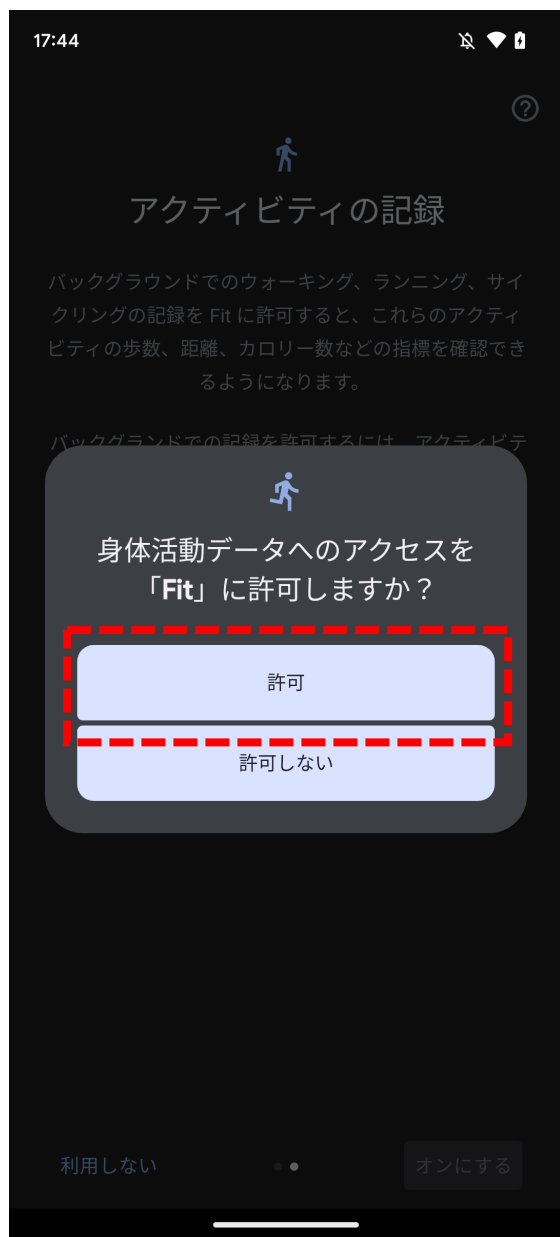 17:44
アクティビティの記録
バックグラウンドでのウォーキング、ランニング、サイ
クリングの記録を Fit に許可すると、これらのアクティ
ビティの歩数、距離、カロリー数などの指標を確認でき
るようになります。
バックグランドでの記録を許可するには、アクティビテ
身体活動データへのアクセスを
「Fit」に許可しますか？
許可
許可しない
利用しない
オンにする